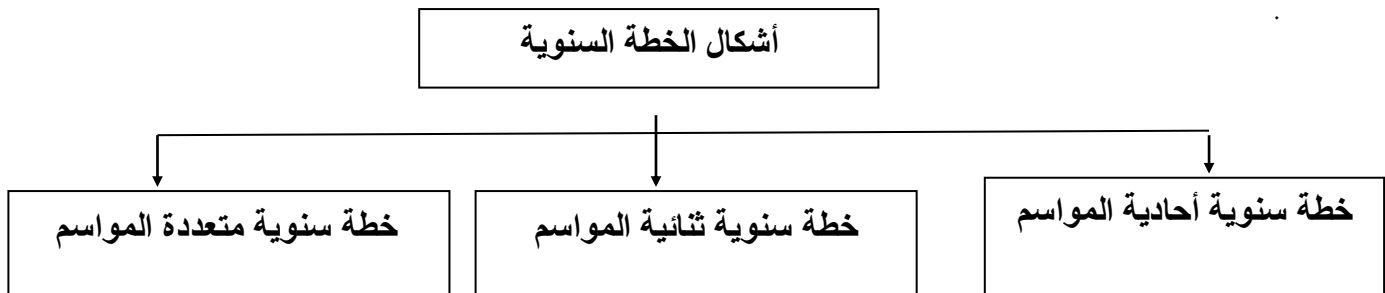 أشكال الخطة السنوية
خطة سنوية أحادية المواسم
خطة سنوية ثنائية المواسم
خطة سنوية متعددة المواسم